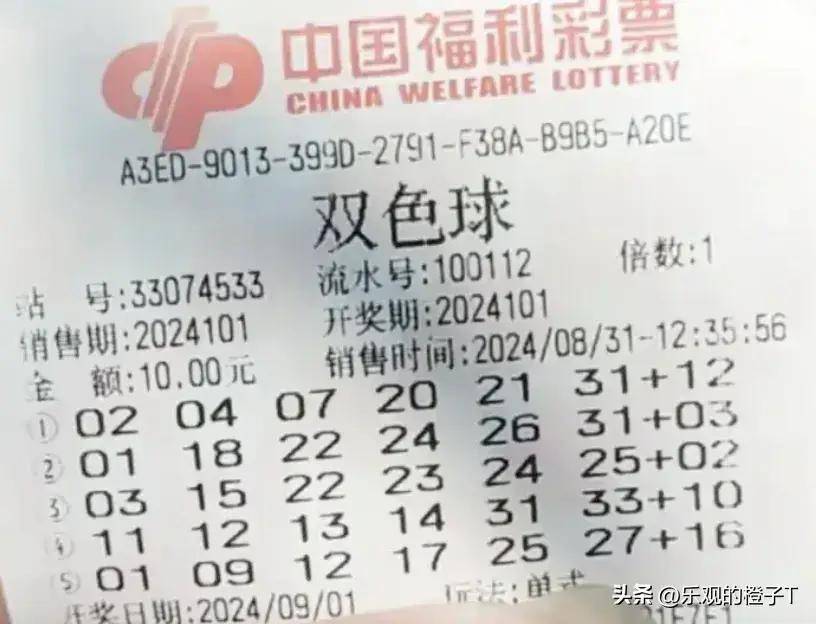 中国福利彩票
CHINA WELFARE LOTTERY
A3ED-9013-399D-2791-F38A-B9B5-A20E
双色球
站 号:33074533 流水号:100112 倍数:1
销售期:2024101 开奖期:2024101
金 额:10.00元 销售时间:2024/08/31-12:35:56
① 02 04 07 20 21 31+12
② 01 18 22 24 26 31+03
③ 03 15 22 23 24 25+02
④ 11 12 13 14 31 33+10
⑤ 01 09 12 17 25 27+16
开奖日期:2024/09/01 玩法:单式
头条 @乐观的橙子T